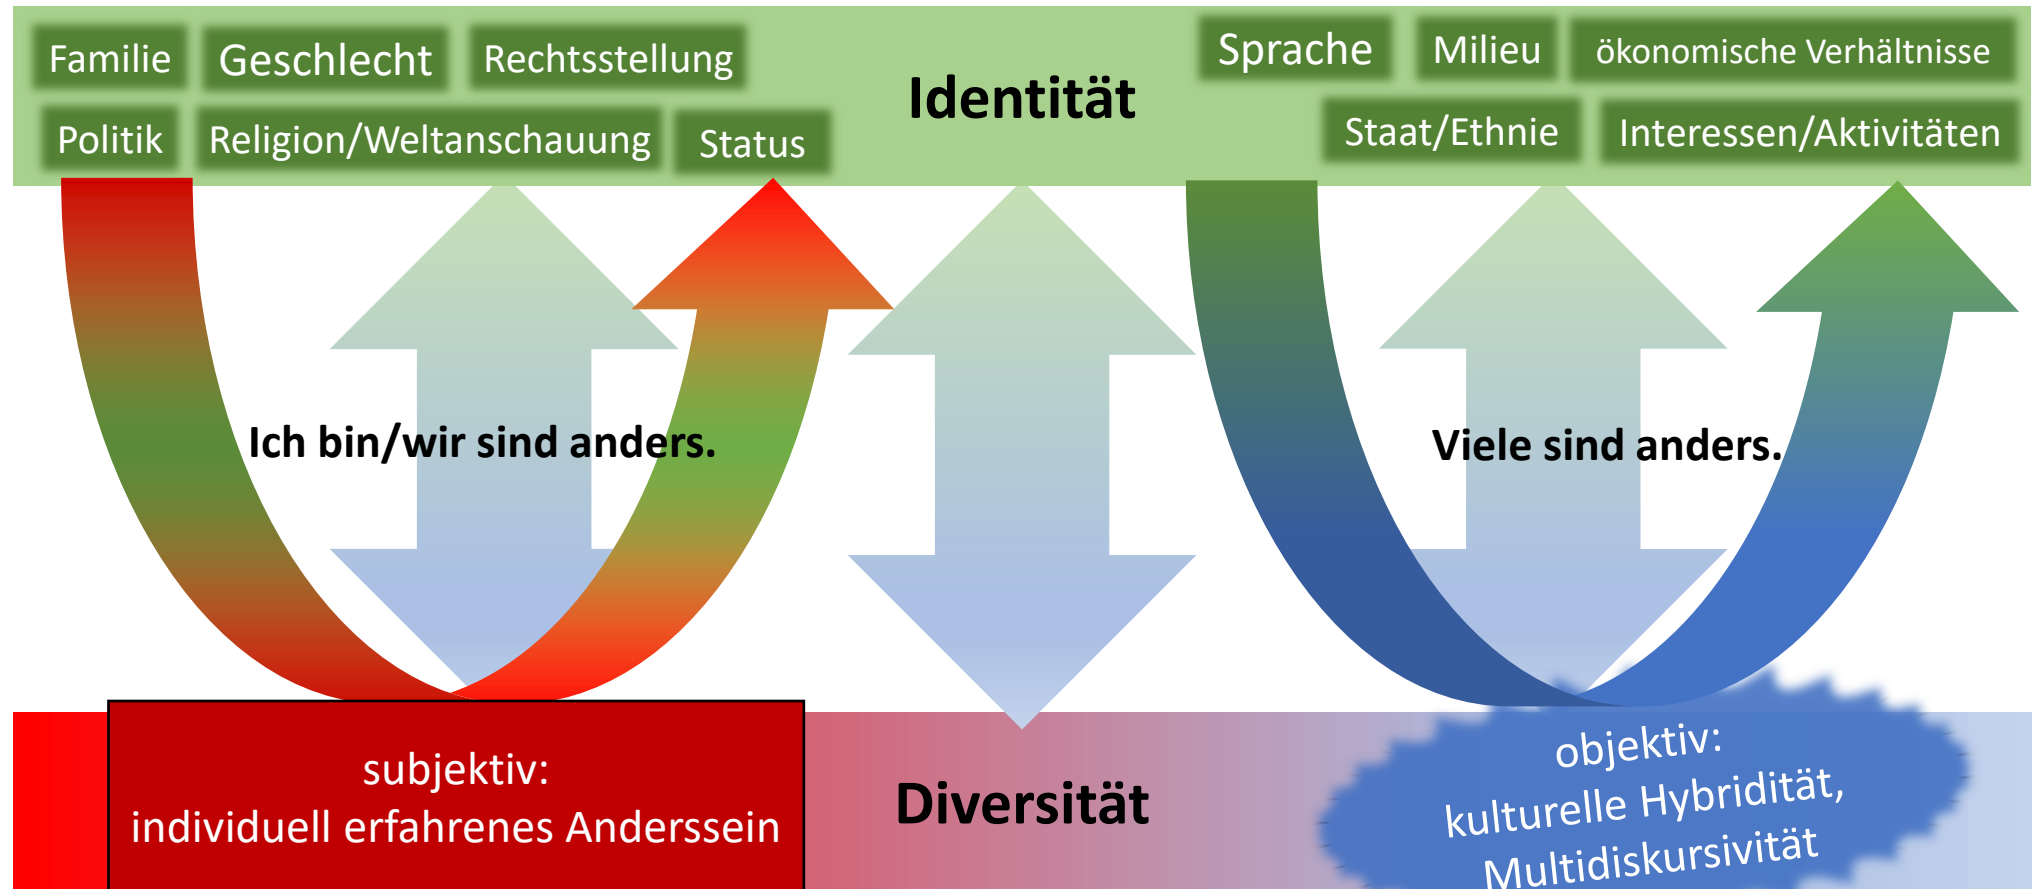 Familie
Geschlecht
Rechtsstellung
Politik
Religion/Weltanschauung
Status
Identität
Sprache
Milieu
ökonomische Verhältnisse
Staat/Ethnie
Interessen/Aktivitäten
Ich bin/wir sind anders.
Viele sind anders.
subjektiv:
individuell erfahrenes Anderssein
Diversität
objektiv:
kulturelle Hybridität,
Multidiskursivität